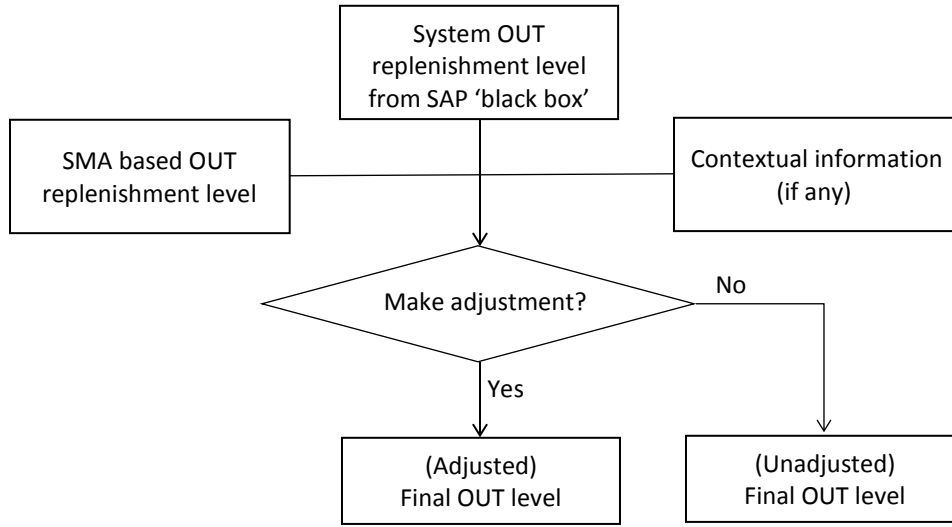 System OUT
replenishment level
from SAP ‘black box’
SMA based OUT
replenishment level
Contextual information
(if any)
Make adjustment?
No
Yes
(Adjusted)
Final OUT level
(Unadjusted)
Final OUT level